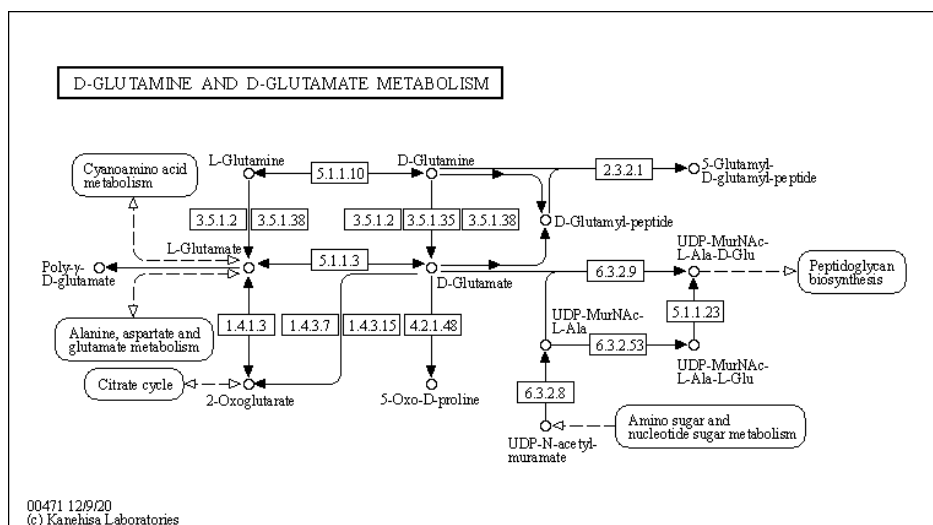 D-GLUTAMINE AND D-GLUTAMATE METABOLISM
Cyanoamino acid
metabolism
L-Glutamine
5.1.1.10
D-Glutamine
2.3.2.1
5-Glutamyl-
D-glutamyl-peptide
3.5.1.2
3.5.1.38
3.5.1.2
3.5.1.35
3.5.1.38
D-Glutamyl-peptide
L-Glutamate
Poly-γ-
D-glutamate
5.1.1.3
D-Glutamate
6.3.2.9
UDP-MurNAc-
L-Ala-D-Glu
Peptidoglycan
biosynthesis
Alanine, aspartate and
glutamate metabolism
1.4.1.3
1.4.3.7
1.4.3.15
4.2.1.48
UDP-MurNAc-
L-Ala
5.1.1.23
6.3.2.53
UDP-MurNAc-
L-Ala-L-Glu
Citrate cycle
2-Oxoglutarate
5-Oxo-D-proline
6.3.2.8
UDP-N-acetyl-
muramate
Amino sugar and
nucleotide sugar metabolism
00471 12/9/20
(c) Kanehisa Laboratories